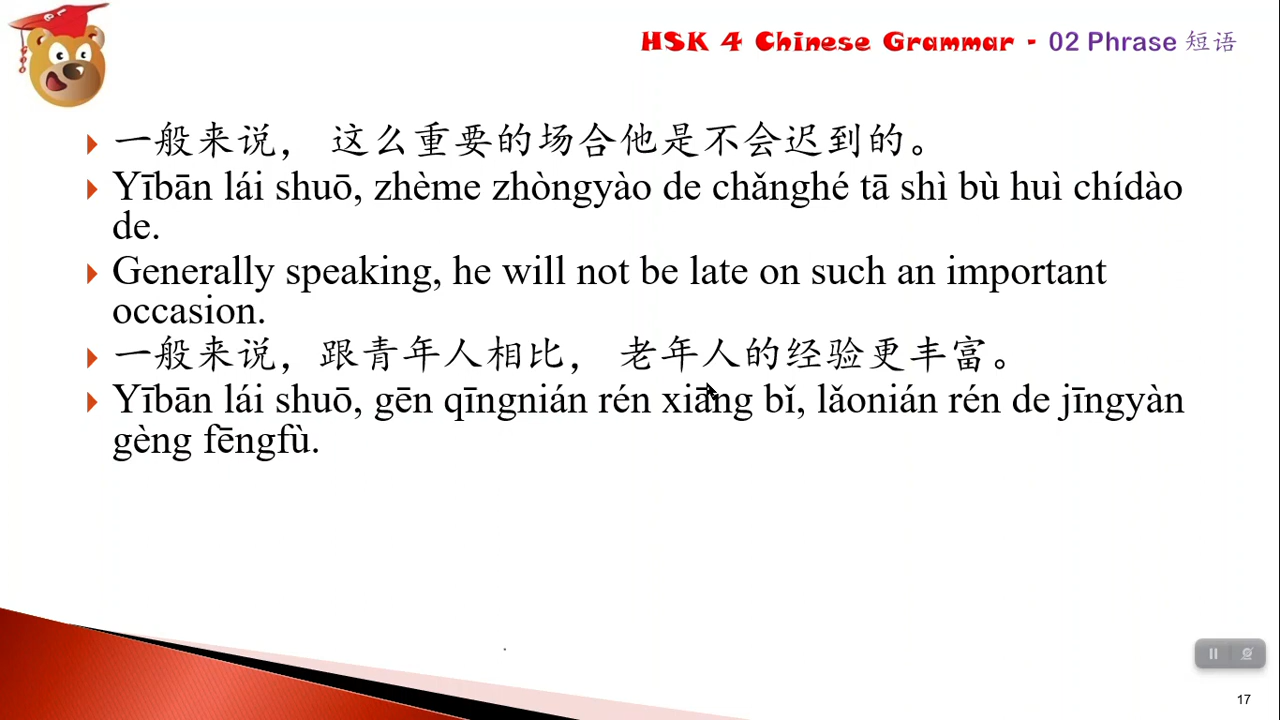 HSK 4 Chinese Grammar - 02 Phrase 短语
一般来说， 这么重要的场合他是不会迟到的。
Yībān lái shuō, zhème zhòngyào de chǎnghé tā shì bù huì chídào
de.
Generally speaking, he will not be late on such an important
occasion.
一般来说，跟青年人相比， 老年人的经验更丰富。
Yībān lái shuō, gēn qīngnián rén xiāng bǐ, lǎonián rén de jīngyàn
gèng fēngfù.
17